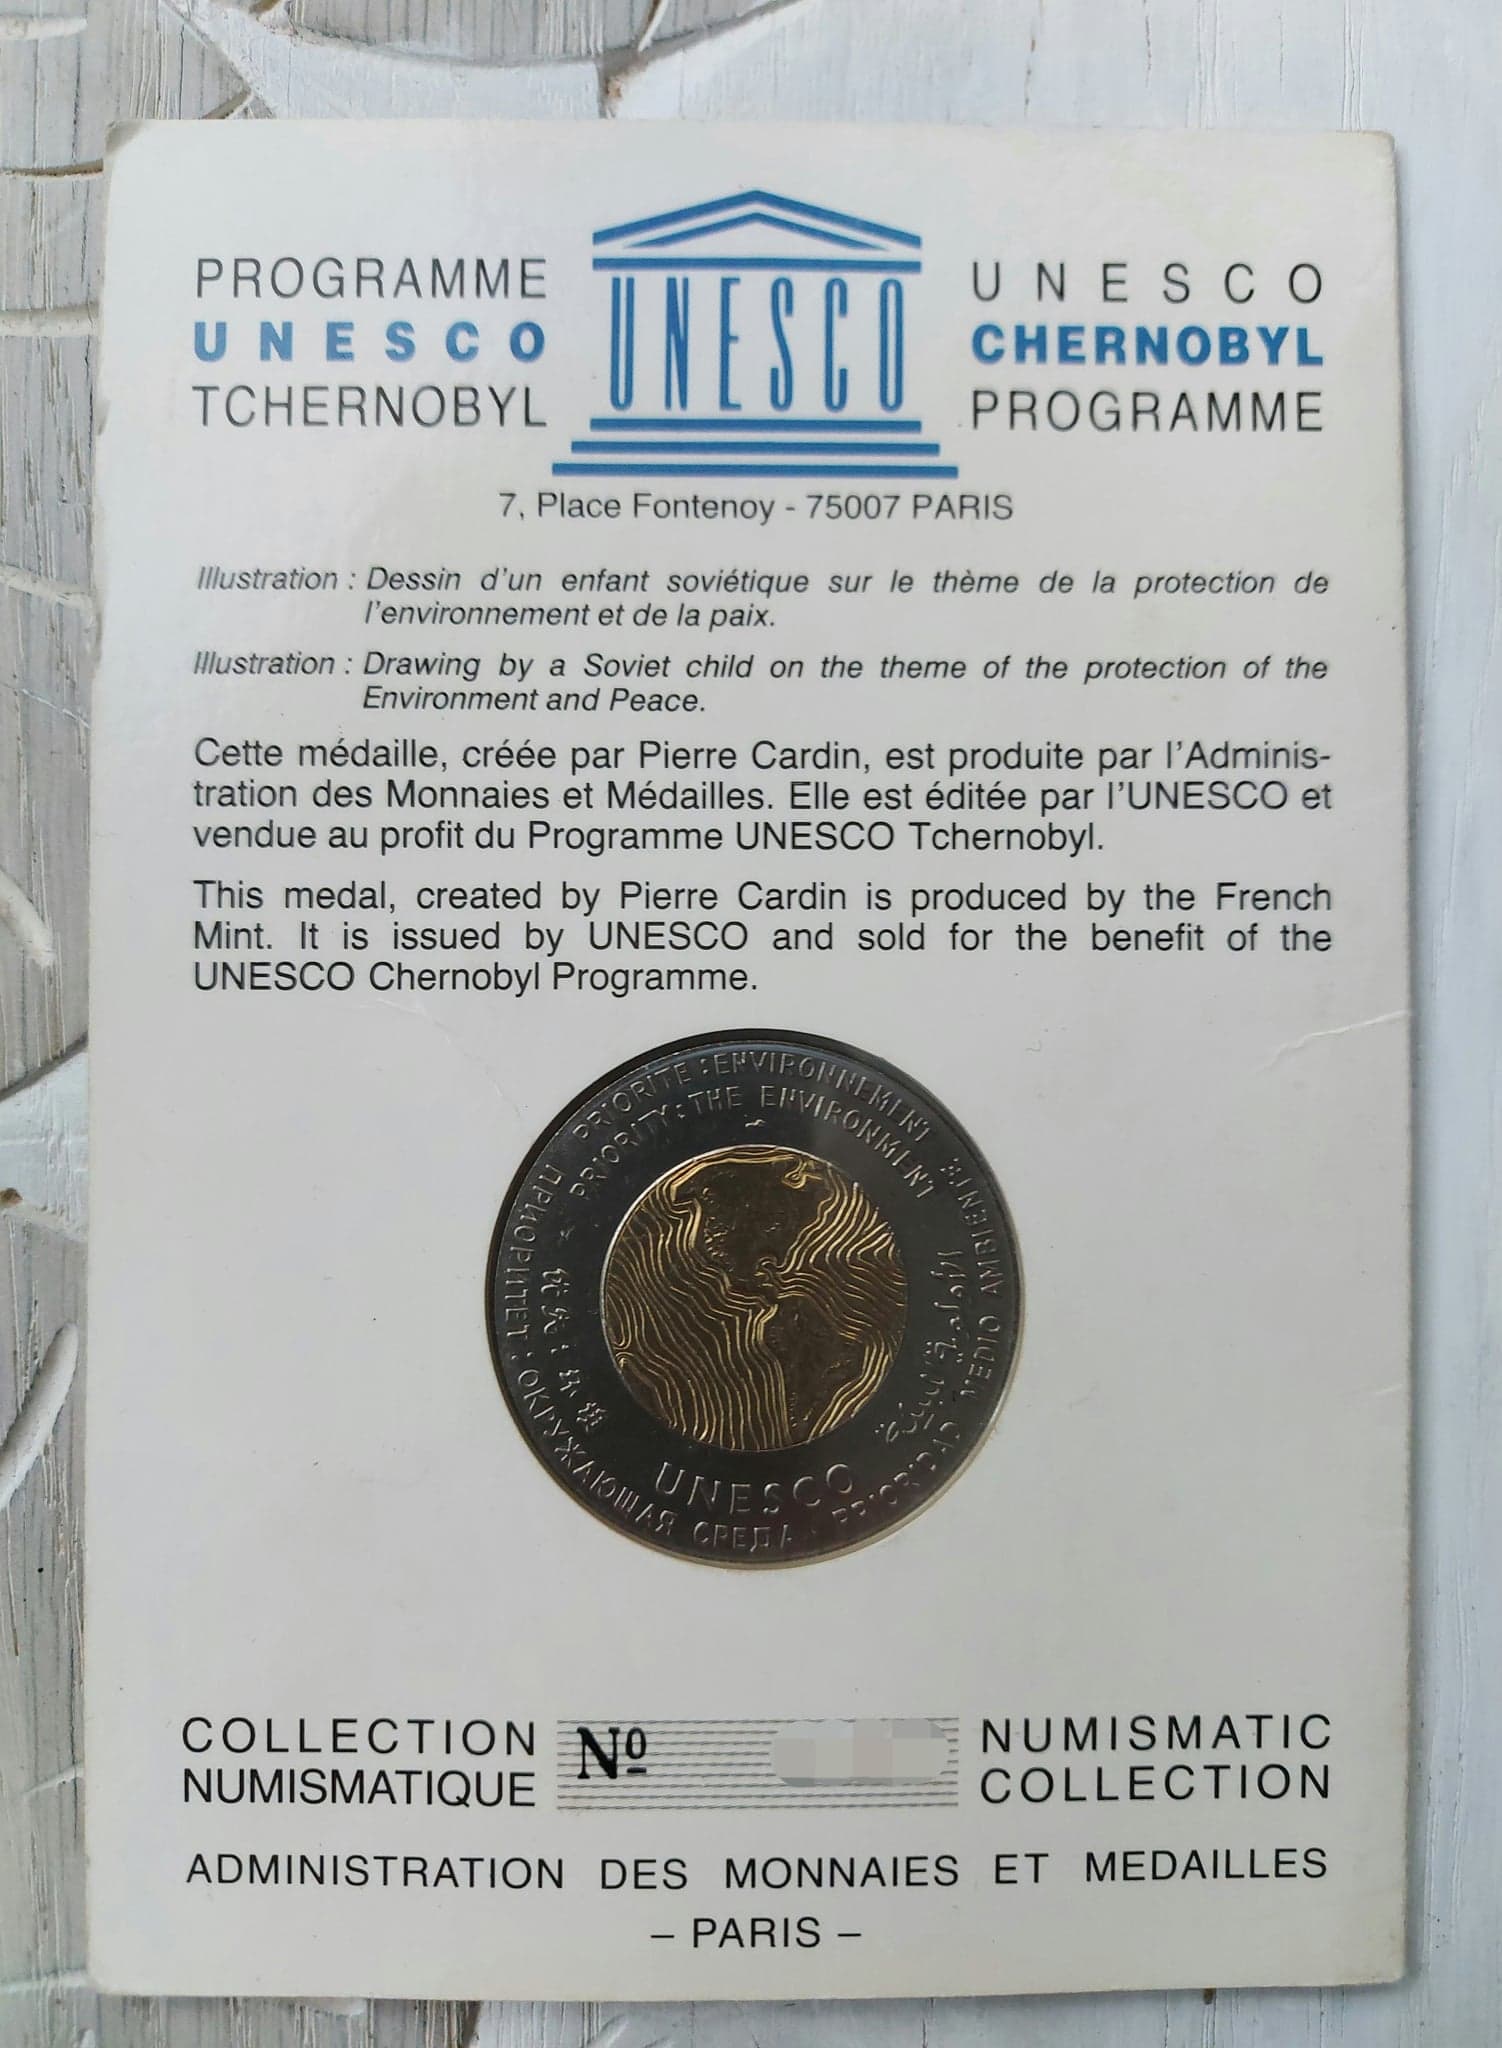 PROGRAMME
UNESCO
TCHERNOBYL
UNESCO
UNESCO
CHERNOBYL
PROGRAMME
7, Place Fontenoy - 75007 PARIS
Illustration : Dessin d'un enfant soviétique sur le thème de la protection de
l'environnement et de la paix.
Illustration : Drawing by a Soviet child on the theme of the protection of the
Environment and Peace.
Cette médaille, créée par Pierre Cardin, est produite par l'Adminis-
tration des Monnaies et Médailles. Elle est éditée par l'UNESCO et
vendue au profit du Programme UNESCO Tchernobyl.
This medal, created by Pierre Cardin is produced by the French
Mint. It is issued by UNESCO and sold for the benefit of the
UNESCO Chernobyl Programme.
PRIORITE : ENVIRONNEMENT
PRIORITY : THE ENVIRONMENT
ПРИОРИТЕТ : ОКРУЖАЮЩАЯ СРЕДА
PRIORIDAD MEDIO AMBIENTE
优先：环境
UNESCO
COLLECTION
NUMISMATIQUE
Nº
NUMISMATIC
COLLECTION
ADMINISTRATION DES MONNAIES ET MEDAILLES
– PARIS –